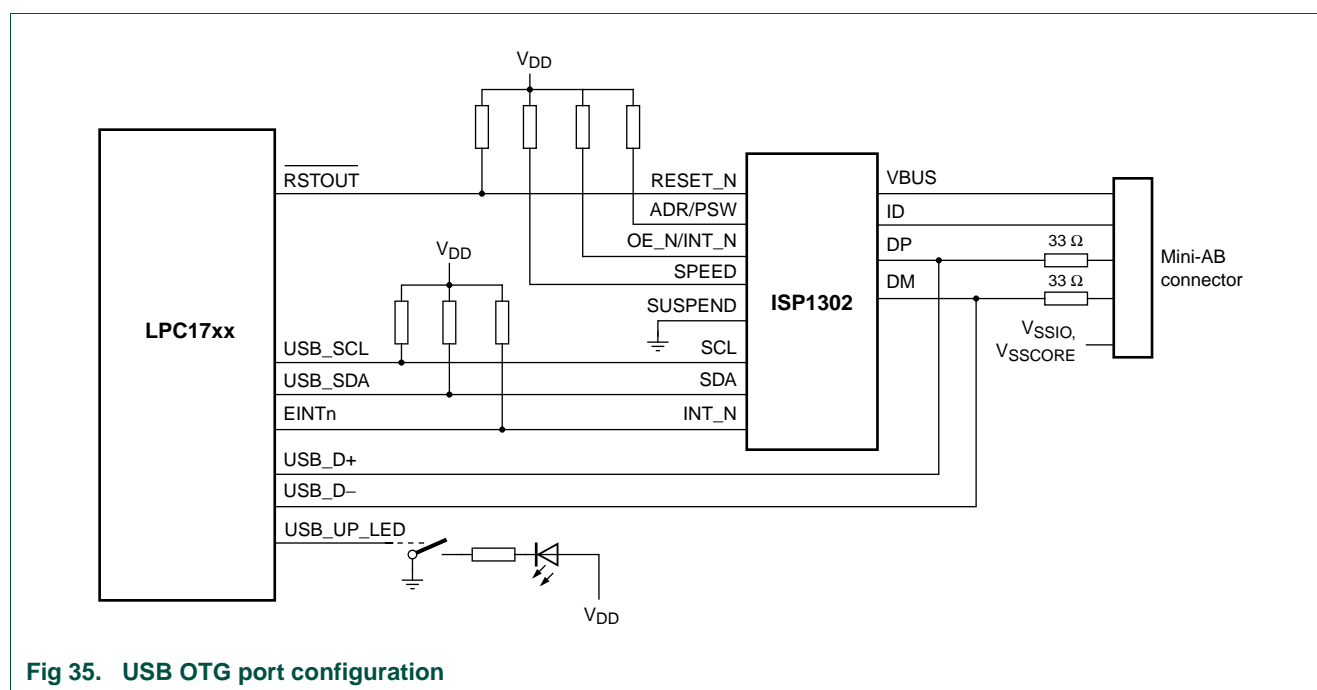 VDD
RSTOUT
RESET_N
ADR/PSW
OE_N/INT_N
SPEED
SUSPEND
VDD
LPC17xx
ISP1302
VBUS
ID
DP
33 Ω
DM
33 Ω
Mini-AB
connector
VSSIO,
VSSCORE
USB_SCL
SCL
USB_SDA
SDA
EINTn
INT_N
USB_D+
USB_D−
USB_UP_LED
VDD
Fig 35. USB OTG port configuration